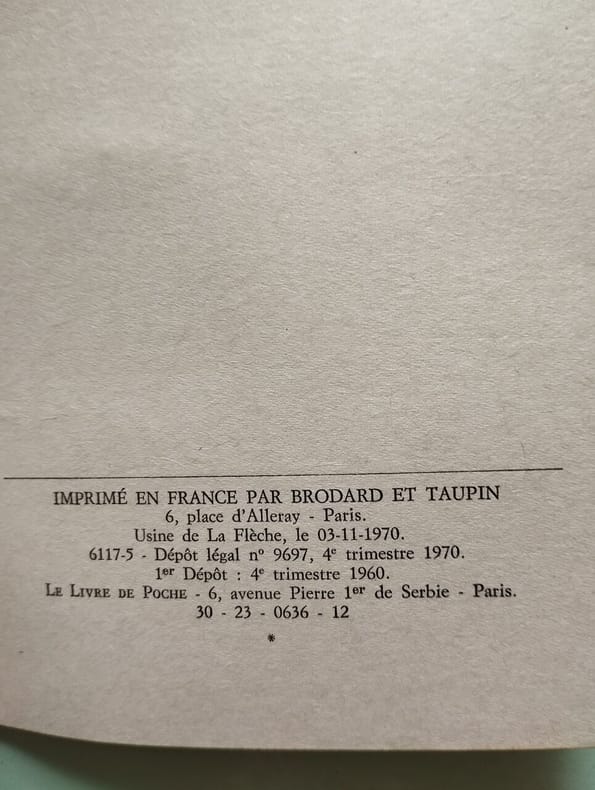 IMPRIMÉ EN FRANCE PAR BRODARD ET TAUPIN
6, place d'Alleray - Paris.
Usine de La Flèche, le 03-11-1970.
6117-5 - Dépôt légal nº 9697, 4e trimestre 1970.
1er Dépôt : 4e trimestre 1960.
LE LIVRE DE POCHE - 6, avenue Pierre 1er de Serbie - Paris.
30 - 23 - 0636 - 12
*